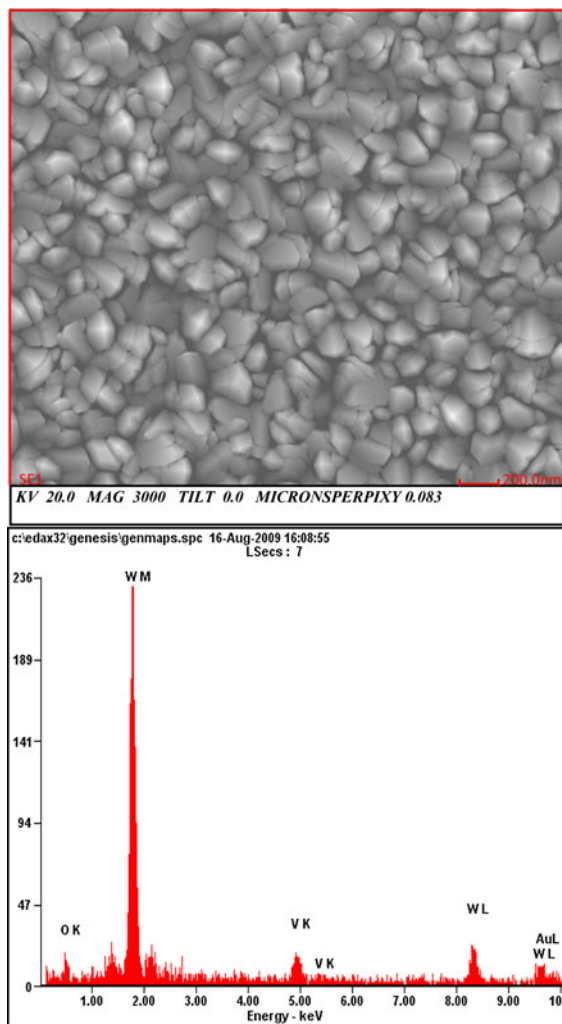 SE1 200.0nm
KV 20.0 MAG 3000 TILT 0.0 MICRONSPERPIXY 0.083
c:\edax32\genesis\genmaps.spc 16-Aug-2009 16:08:55
LSecs : 7
236
W M
189
141
94
47
O K
V K
V K
W L
AuL
W L
0
1.00 2.00 3.00 4.00 5.00 6.00 7.00 8.00 9.00 10
Energy - keV